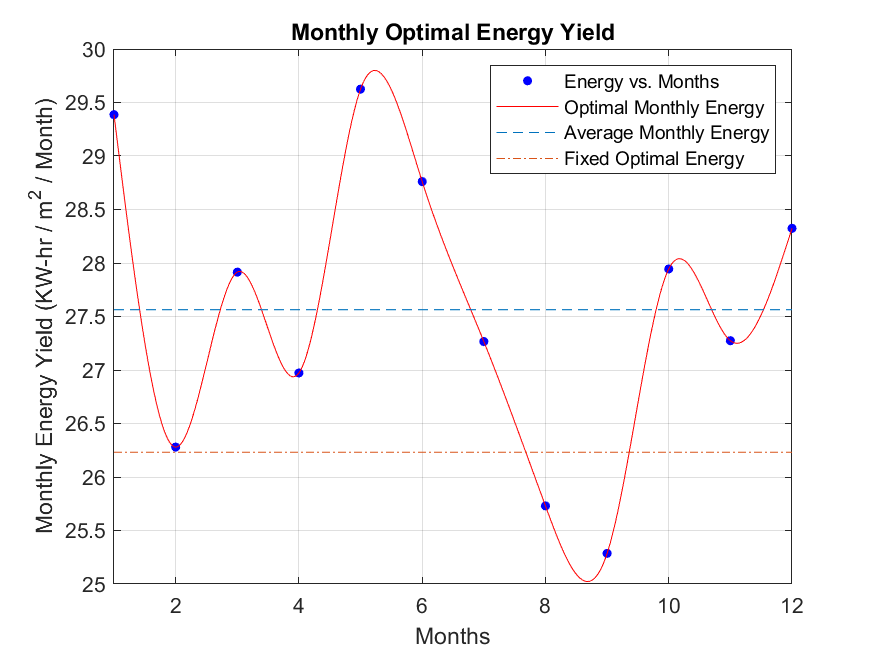 Monthly Optimal Energy Yield
Monthly Energy Yield (KW-hr / m² / Month)
30
29.5
29
28.5
28
27.5
27
26.5
26
25.5
25
Energy vs. Months
Optimal Monthly Energy
Average Monthly Energy
Fixed Optimal Energy
2 4 6 8 10 12
Months